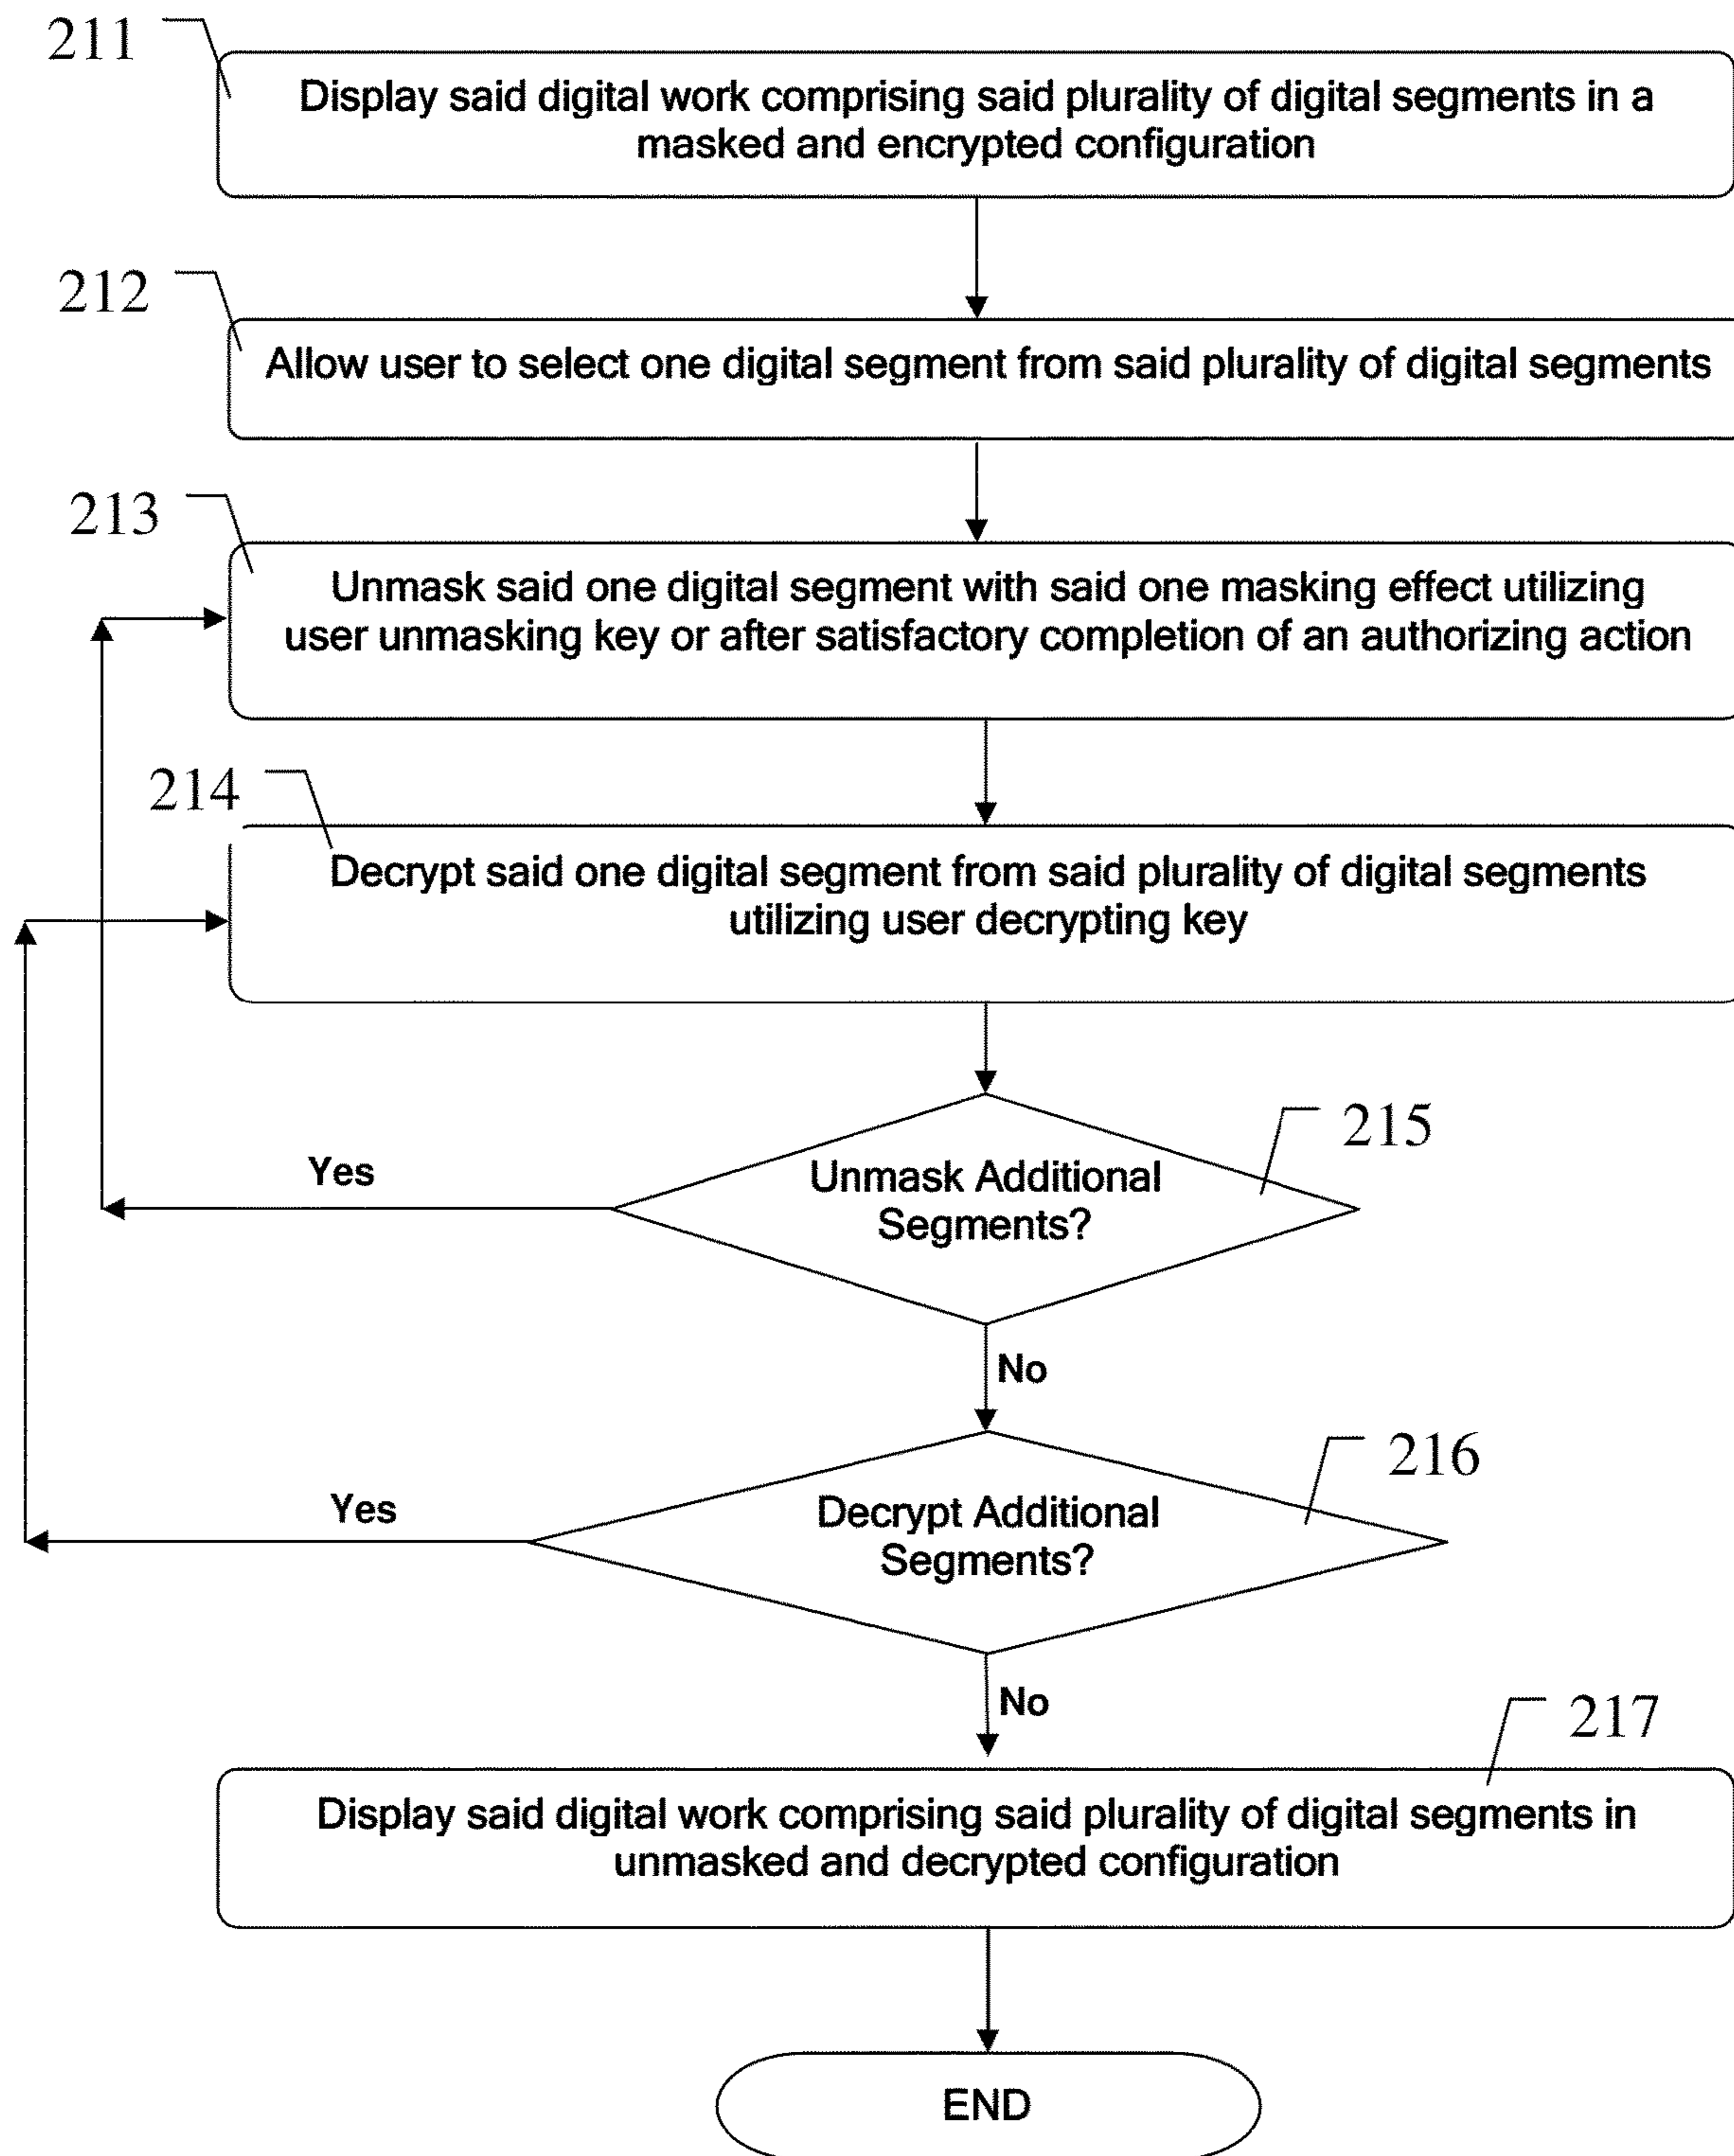 211
Display said digital work comprising said plurality of digital segments in a
masked and encrypted configuration
212
Allow user to select one digital segment from said plurality of digital segments
213
Unmask said one digital segment with said one masking effect utilizing
user unmasking key or after satisfactory completion of an authorizing action
214
Decrypt said one digital segment from said plurality of digital segments
utilizing user decrypting key
215
Unmask Additional
Segments?
Yes
No
216
Decrypt Additional
Segments?
Yes
No
217
Display said digital work comprising said plurality of digital segments in
unmasked and decrypted configuration
END